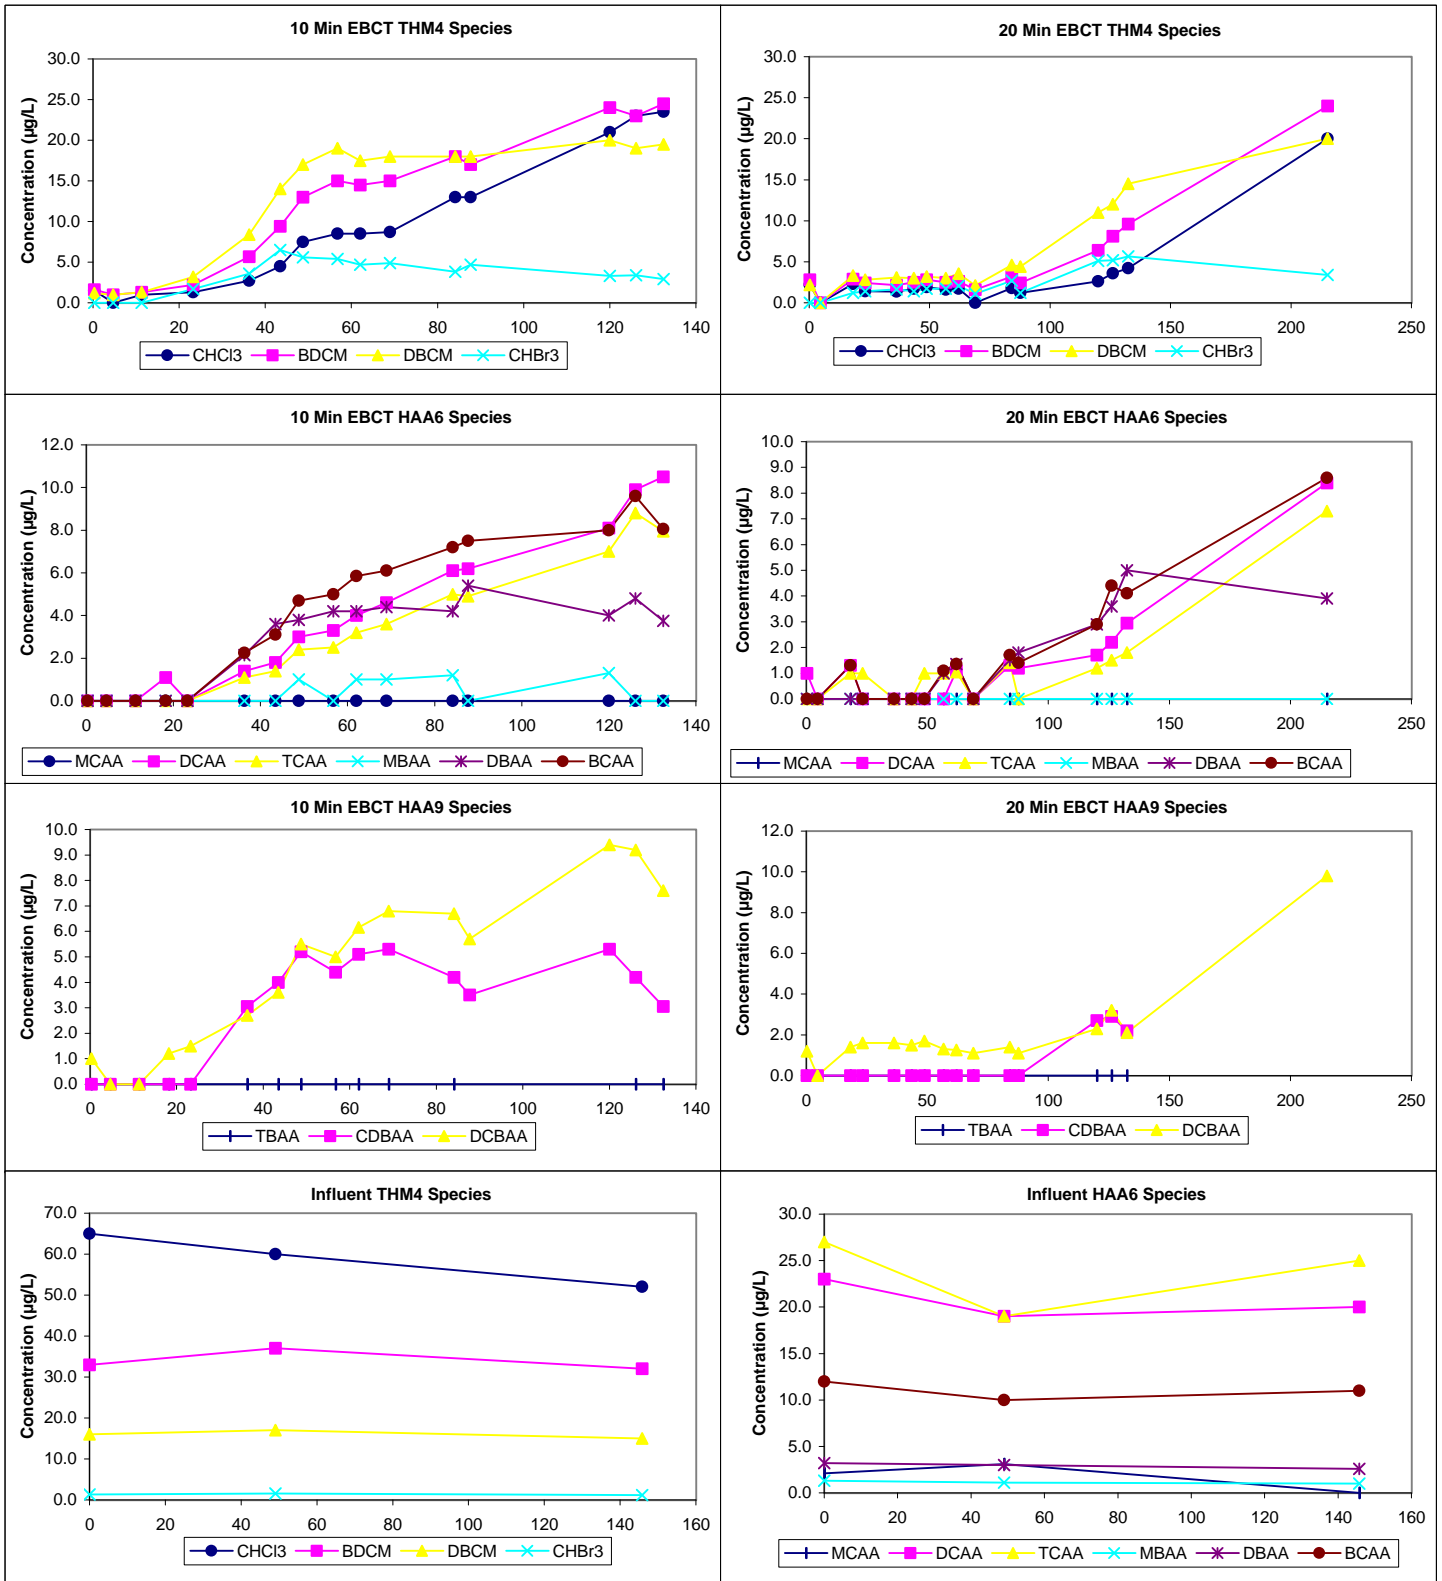 10 Min EBCT THM4 Species
Concentration (µg/L)
30.0
25.0
20.0
15.0
10.0
5.0
0.0
0 20 40 60 80 100 120 140
CHCl3 BDCM DBCM CHBr3
20 Min EBCT THM4 Species
Concentration (µg/L)
30.0
25.0
20.0
15.0
10.0
5.0
0.0
0 50 100 150 200 250
CHCl3 BDCM DBCM CHBr3
10 Min EBCT HAA6 Species
Concentration (µg/L)
12.0
10.0
8.0
6.0
4.0
2.0
0.0
0 20 40 60 80 100 120 140
MCAA DCAA TCAA MBAA DBAA BCAA
20 Min EBCT HAA6 Species
Concentration (µg/L)
10.0
9.0
8.0
7.0
6.0
5.0
4.0
3.0
2.0
1.0
0.0
0 50 100 150 200 250
MCAA DCAA TCAA MBAA DBAA BCAA
10 Min EBCT HAA9 Species
Concentration (µg/L)
10.0
9.0
8.0
7.0
6.0
5.0
4.0
3.0
2.0
1.0
0.0
0 20 40 60 80 100 120 140
TBAA CDBAA DCBAA
20 Min EBCT HAA9 Species
Concentration (µg/L)
12.0
10.0
8.0
6.0
4.0
2.0
0.0
0 50 100 150 200 250
TBAA CDBAA DCBAA
Influent THM4 Species
Concentration (µg/L)
70.0
60.0
50.0
40.0
30.0
20.0
10.0
0.0
0 20 40 60 80 100 120 140 160
CHCl3 BDCM DBCM CHBr3
Influent HAA6 Species
Concentration (µg/L)
30.0
25.0
20.0
15.0
10.0
5.0
0.0
0 20 40 60 80 100 120 140 160
MCAA DCAA TCAA MBAA DBAA BCAA